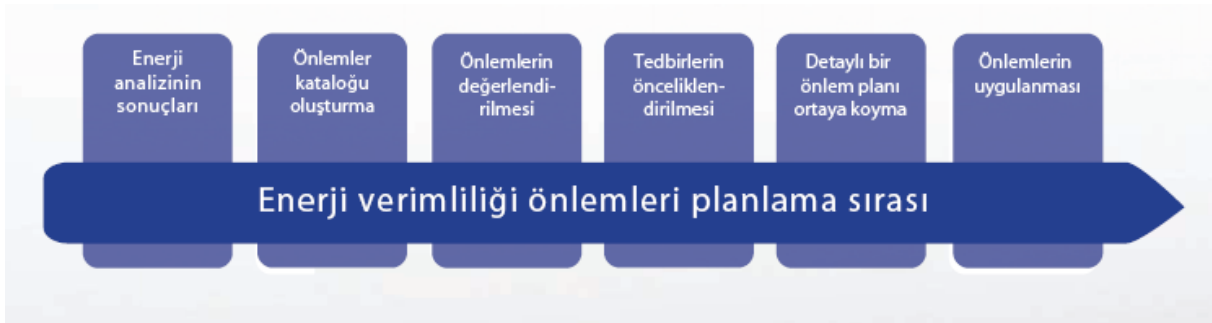 Enerji
analizinin
sonuçları
Önlemler
kataloğu
oluşturma
Önlemlerin
değerlendi-
rilmesi
Tedbirlerin
önceliklen-
dirilmesi
Detaylı bir
önlem planı
ortaya koyma
Önlemlerin
uygulanması
Enerji verimliliği önlemleri planlama sırası